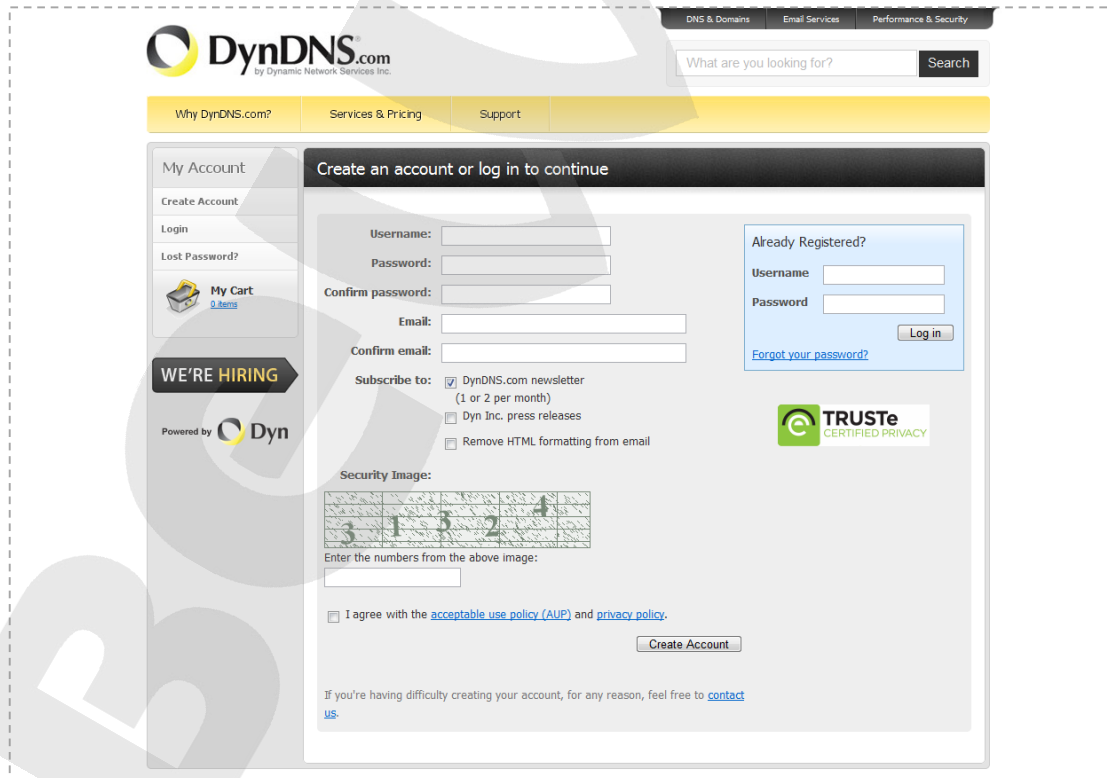 DNS & Domains
Email Services
Performance & Security
DynDNS.com
by Dynamic Network Services Inc.
What are you looking for?
Search
Why DynDNS.com?
Services & Pricing
Support
My Account
Create Account
Login
Lost Password?
My Cart
0 items
WE'RE HIRING
Powered by Dyn
Create an account or log in to continue
Username:
Password:
Confirm password:
Email:
Confirm email:
Subscribe to:
DynDNS.com newsletter
(1 or 2 per month)
Dyn Inc. press releases
Remove HTML formatting from email
Security Image:
3 1 3 2 4
Enter the numbers from the above image:
I agree with the acceptable use policy (AUP) and privacy policy.
Create Account
If you're having difficulty creating your account, for any reason, feel free to contact
us.
Already Registered?
Username
Password
Log in
Forgot your password?
TRUSTe
CERTIFIED PRIVACY